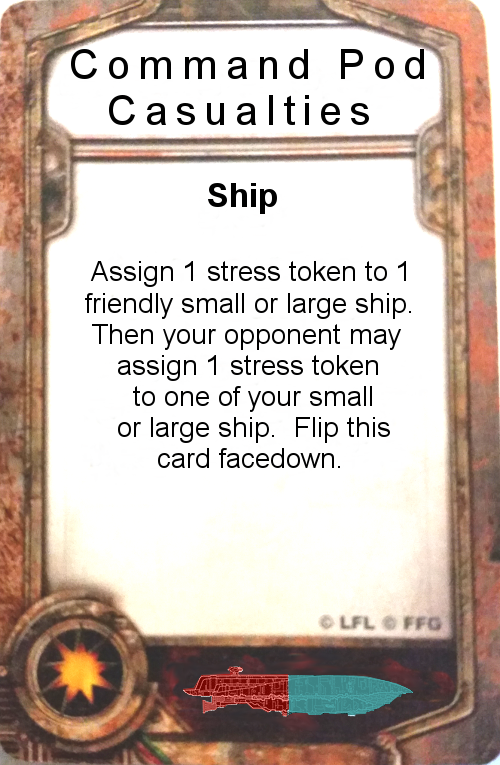 Command Pod
Casualties
Ship
Assign 1 stress token to 1
friendly small or large ship.
Then your opponent may
assign 1 stress token
to one of your small
or large ship.  Flip this
card facedown.
© LFL © FFG